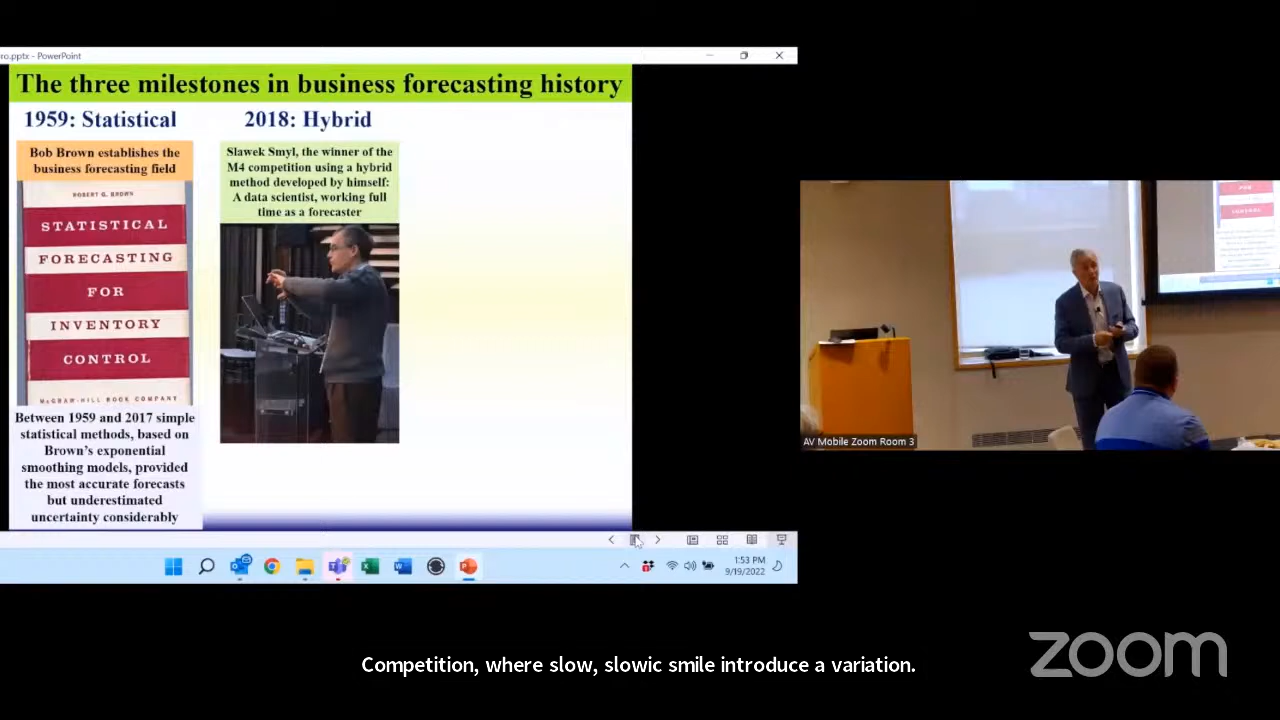 ro.pptx - PowerPoint
The three milestones in business forecasting history
1959: Statistical
Bob Brown establishes the
business forecasting field
ROBERT G. BROWN
STATISTICAL
FORECASTING
FOR
INVENTORY
CONTROL
McGRAW-HILL BOOK COMPANY
Between 1959 and 2017 simple
statistical methods, based on
Brown's exponential
smoothing models, provided
the most accurate forecasts
but underestimated
uncertainty considerably
2018: Hybrid
Slawek Smyl, the winner of the
M4 competition using a hybrid
method developed by himself:
A data scientist, working full
time as a forecaster
1:53 PM
9/19/2022
FOR
INVENTORY
CONTROL
AV Mobile Zoom Room 3
Competition, where slow, slowic smile introduce a variation.
zoom